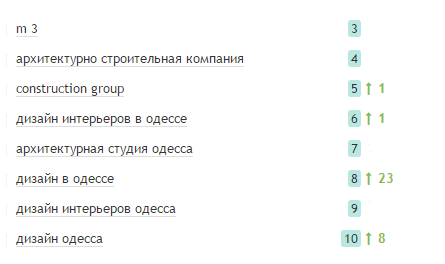 m 3 3
архитектурно строительная компания 4
construction group 5 ↑ 1
дизайн интерьеров в одессе 6 ↑ 1
архитектурная студия одесса 7
дизайн в одессе 8 ↑ 23
дизайн интерьеров одесса 9
дизайн одесса 10 ↑ 8